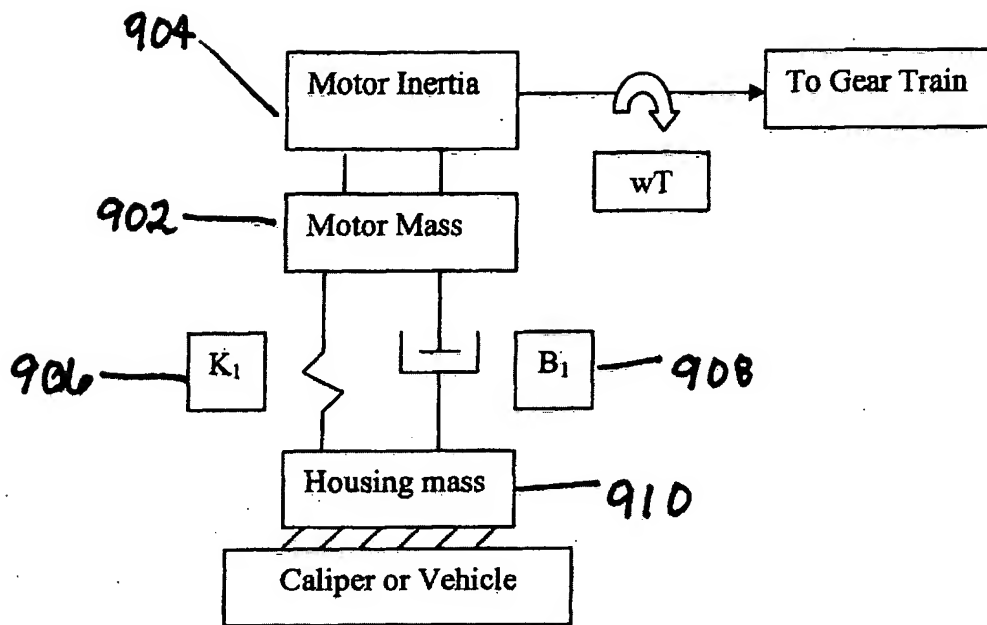 904
Motor Inertia
To Gear Train
wT
902
Motor Mass
906
K₁
B₁
908
Housing mass
910
Caliper or Vehicle